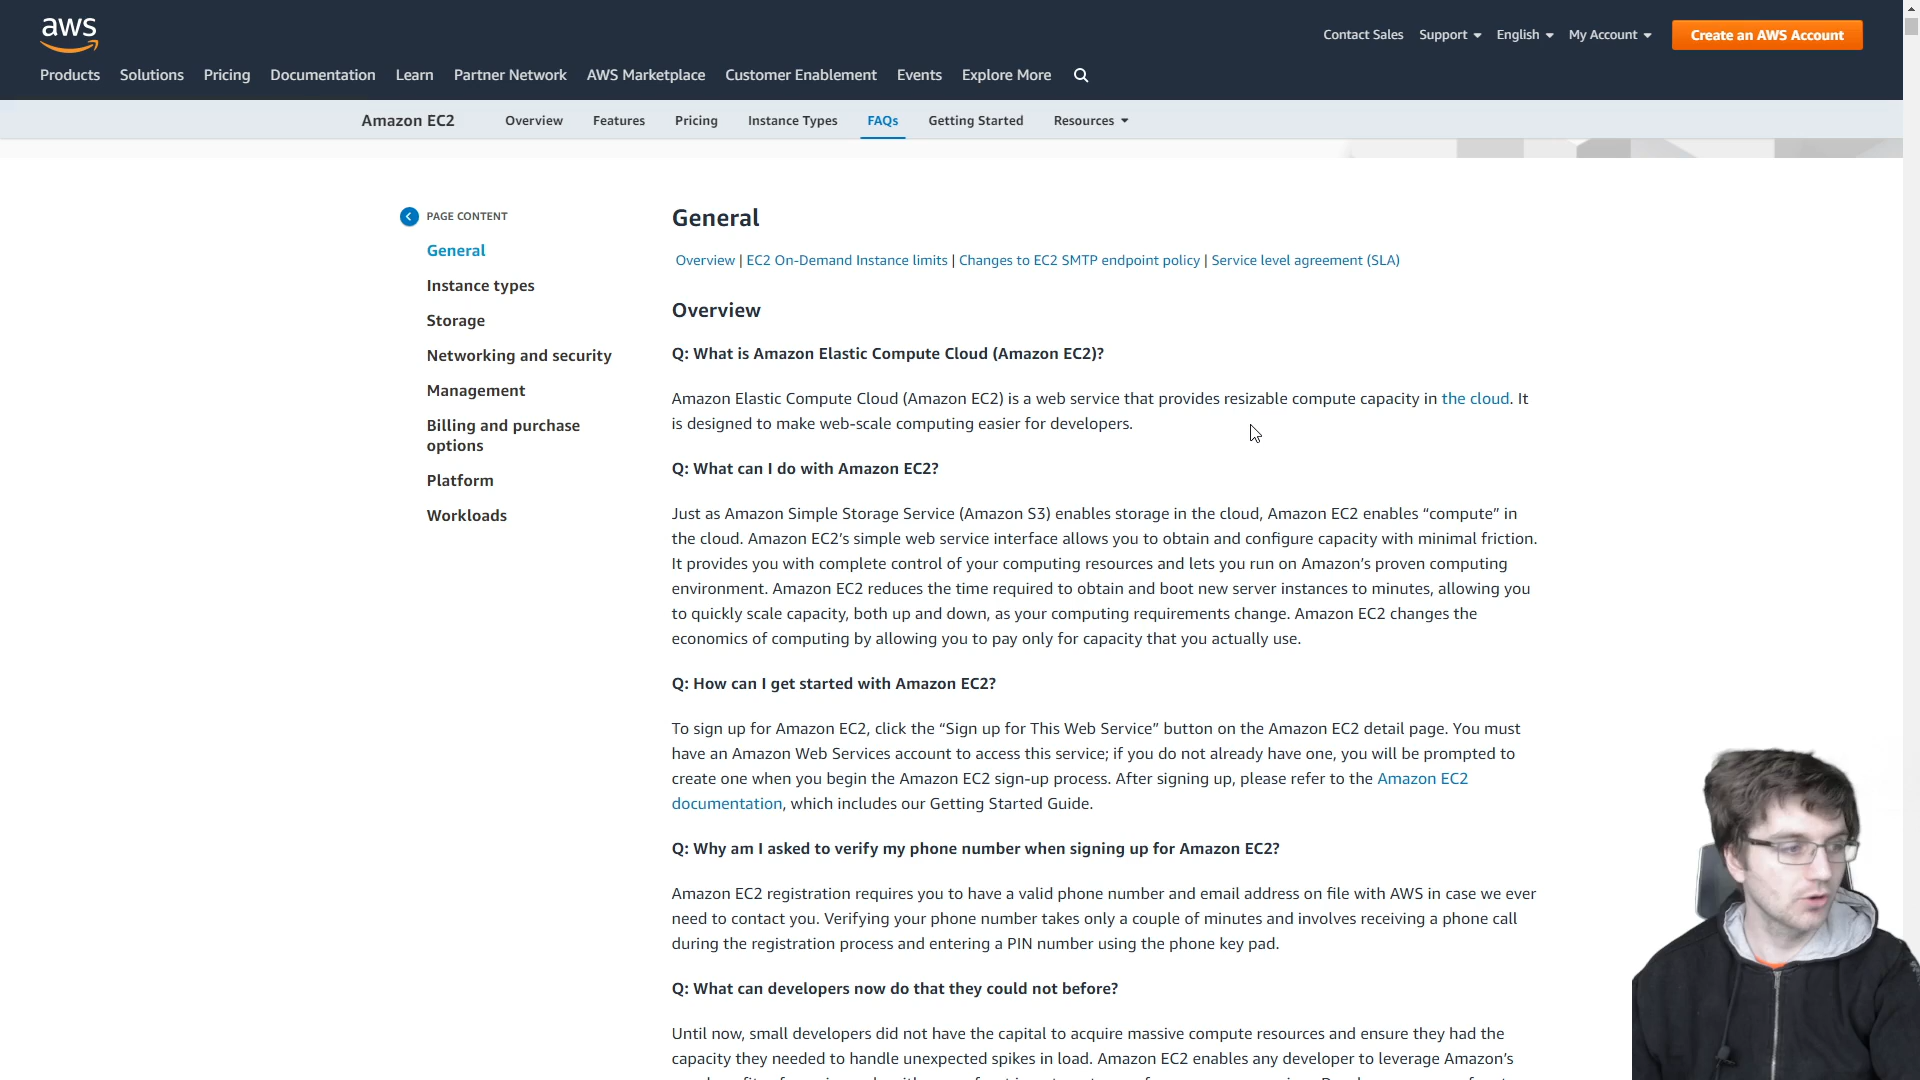 aws
Contact Sales Support English My Account Create an AWS Account
Products Solutions Pricing Documentation Learn Partner Network AWS Marketplace Customer Enablement Events Explore More
Amazon EC2 Overview Features Pricing Instance Types FAQs Getting Started Resources
PAGE CONTENT
General
Instance types
Storage
Networking and security
Management
Billing and purchase
options
Platform
Workloads
General
Overview | EC2 On-Demand Instance limits | Changes to EC2 SMTP endpoint policy | Service level agreement (SLA)
Overview
Q: What is Amazon Elastic Compute Cloud (Amazon EC2)?
Amazon Elastic Compute Cloud (Amazon EC2) is a web service that provides resizable compute capacity in the cloud. It
is designed to make web-scale computing easier for developers.
Q: What can I do with Amazon EC2?
Just as Amazon Simple Storage Service (Amazon S3) enables storage in the cloud, Amazon EC2 enables “compute” in
the cloud. Amazon EC2’s simple web service interface allows you to obtain and configure capacity with minimal friction.
It provides you with complete control of your computing resources and lets you run on Amazon’s proven computing
environment. Amazon EC2 reduces the time required to obtain and boot new server instances to minutes, allowing you
to quickly scale capacity, both up and down, as your computing requirements change. Amazon EC2 changes the
economics of computing by allowing you to pay only for capacity that you actually use.
Q: How can I get started with Amazon EC2?
To sign up for Amazon EC2, click the “Sign up for This Web Service” button on the Amazon EC2 detail page. You must
have an Amazon Web Services account to access this service; if you do not already have one, you will be prompted to
create one when you begin the Amazon EC2 sign-up process. After signing up, please refer to the Amazon EC2
documentation, which includes our Getting Started Guide.
Q: Why am I asked to verify my phone number when signing up for Amazon EC2?
Amazon EC2 registration requires you to have a valid phone number and email address on file with AWS in case we ever
need to contact you. Verifying your phone number takes only a couple of minutes and involves receiving a phone call
during the registration process and entering a PIN number using the phone key pad.
Q: What can developers now do that they could not before?
Until now, small developers did not have the capital to acquire massive compute resources and ensure they had the
capacity they needed to handle unexpected spikes in load. Amazon EC2 enables any developer to leverage Amazon’s